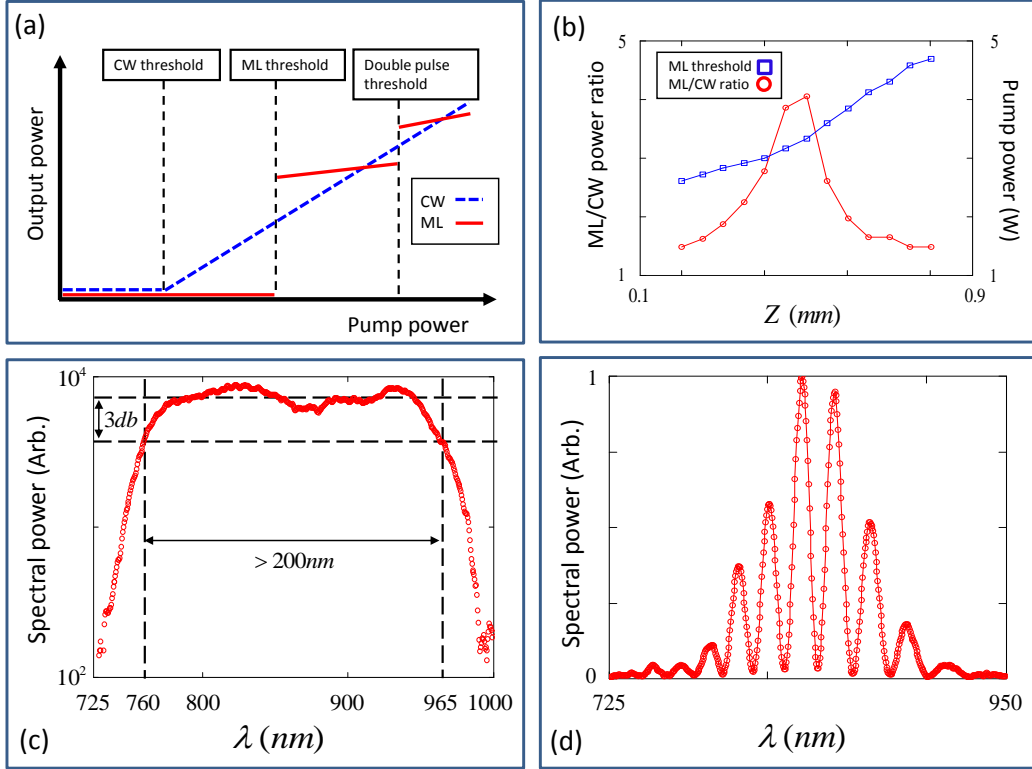 (a)
CW threshold
ML threshold
Double pulse
threshold
Output power
CW
ML
Pump power
(b)
5
5
ML threshold
ML/CW ratio
ML/CW power ratio
Pump power (W)
1
1
0.1
0.9
Z (mm)
10^4
3db
Spectral power (Arb.)
> 200nm
10^2
725
760
800
900
965
1000
(c)
λ (nm)
1
Spectral power (Arb.)
0
725
950
(d)
λ (nm)